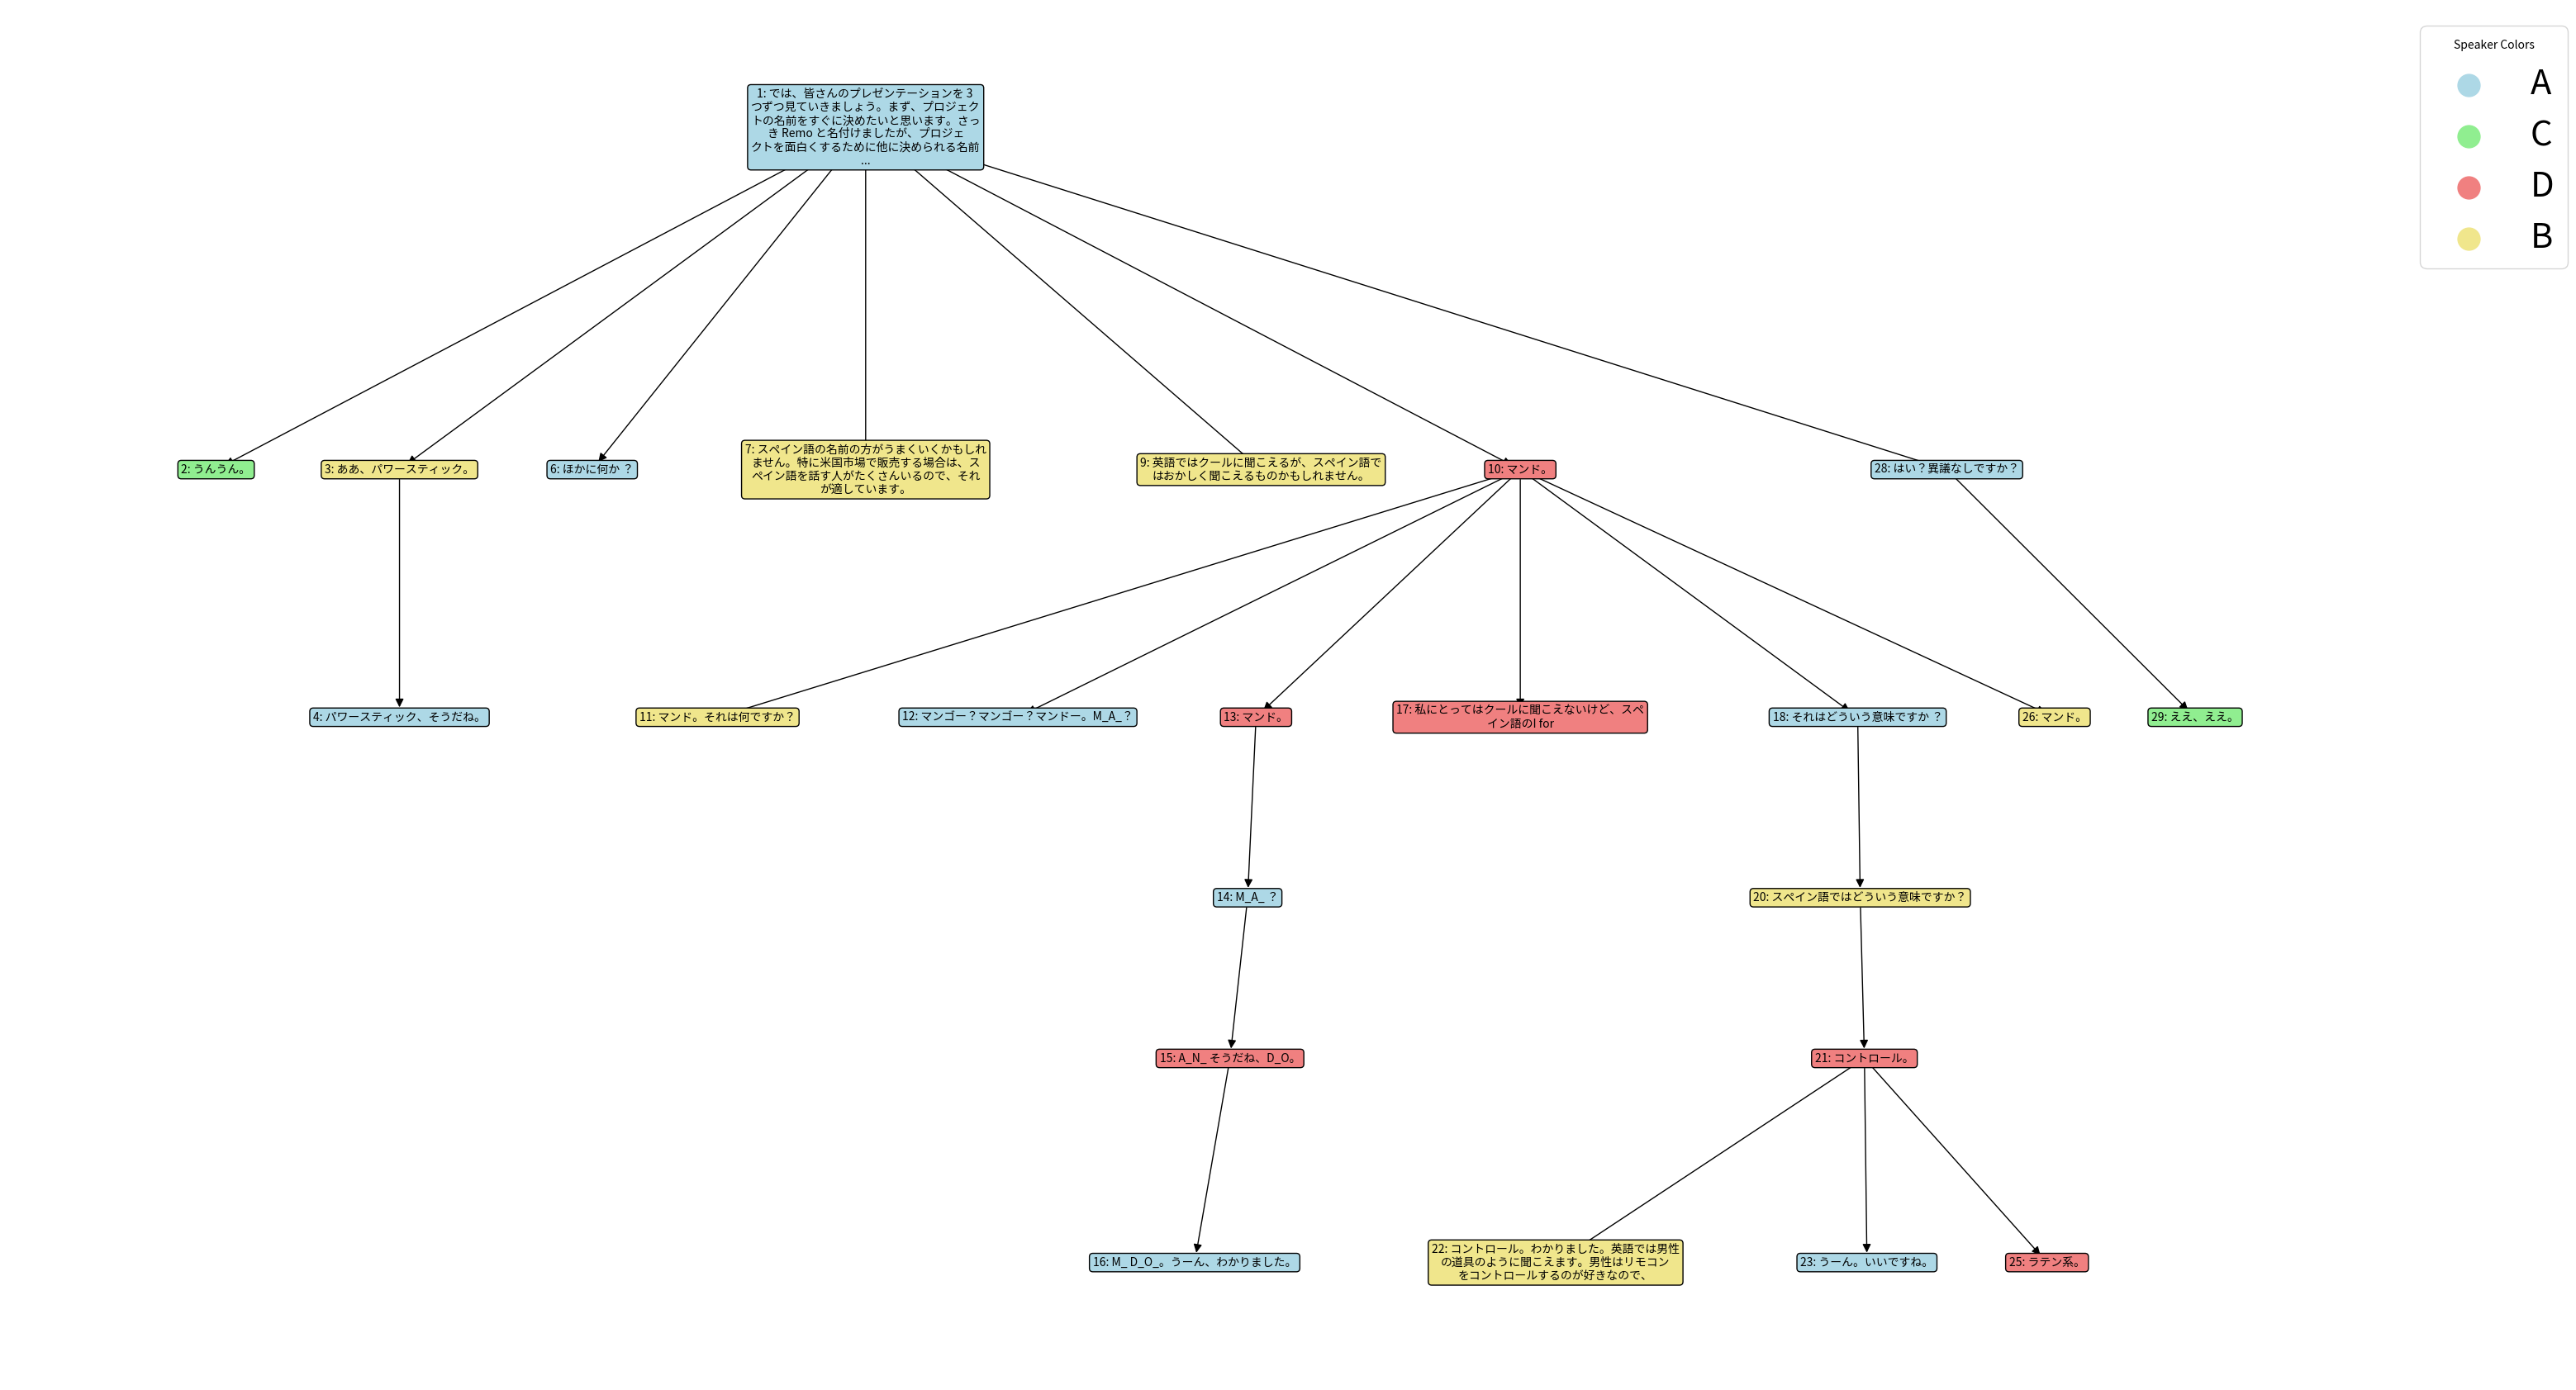 Speaker Colors
A
C
D
B
1: では、皆さんのプレゼンテーションを 3
つずつ見ていきましょう。まず、プロジェク
トの名前をすぐに決めたいと思います。さっ
き Remo と名付けましたが、プロジェ
クトを面白くするために他に決められる名前
...
2: うんうん。
3: ああ、パワースティック。
6: ほかに何か ?
7: スペイン語の名前の方がうまくいくかもしれ
ません。特に米国市場で販売する場合は、ス
ペイン語を話す人がたくさんいるので、それ
が適しています。
9: 英語ではクールに聞こえるが、スペイン語で
はおかしく聞こえるものかもしれません。
10: マンド。
28: はい？異議なしですか？
4: パワースティック、そうだね。
11: マンド。それは何ですか？
12: マンゴー？マンゴー？マンドー。M_A_？
13: マンド。
17: 私にとってはクールに聞こえないけど、スペ
イン語のI for
18: それはどういう意味ですか ？
26: マンド。
29: ええ、ええ。
14: M_A_ ？
20: スペイン語ではどういう意味ですか？
15: A_N_ そうだね、D_O。
21: コントロール。
16: M_ D_O_。うーん、わかりました。
22: コントロール。わかりました。英語では男性
の道具のように聞こえます。男性はリモコン
をコントロールするのが好きなので、
23: うーん。いいですね。
25: ラテン系。